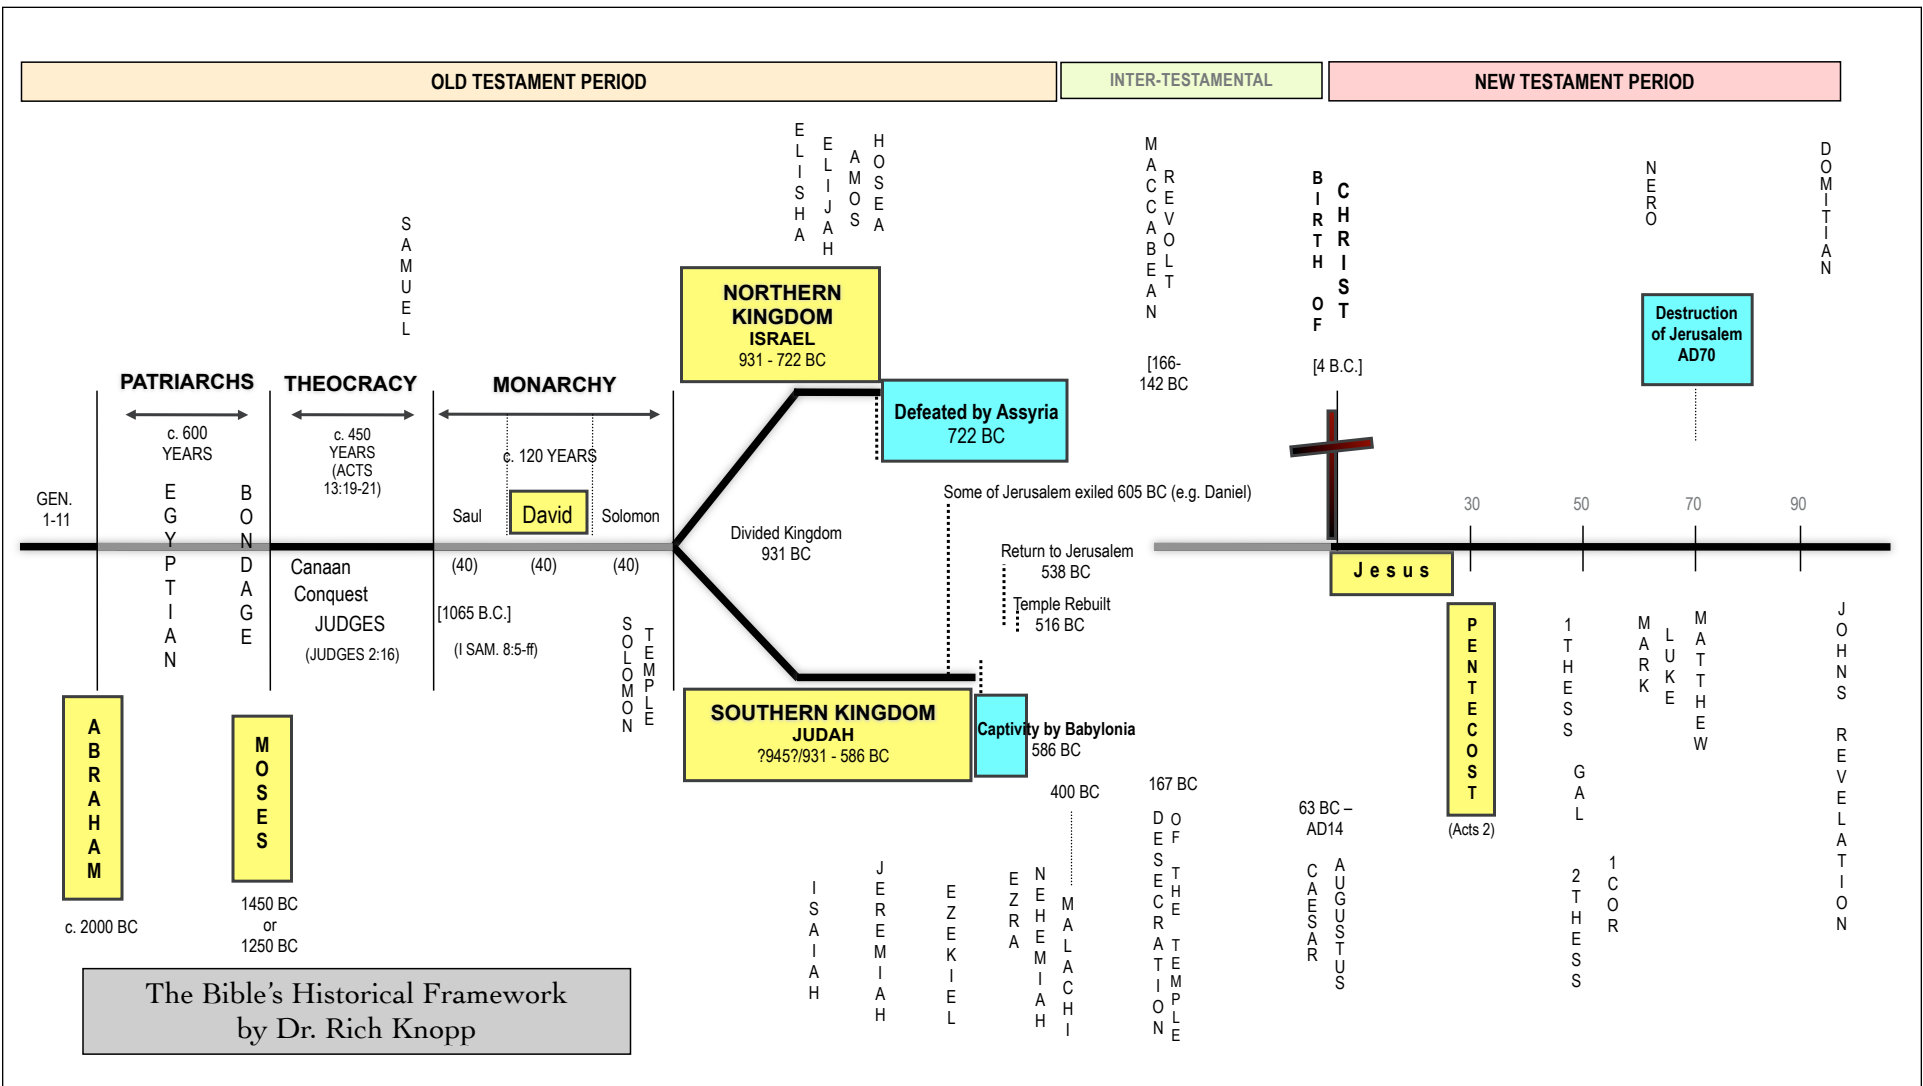 OLD TESTAMENT PERIOD
INTER-TESTAMENTAL
NEW TESTAMENT PERIOD
ELISHA
ELIJAH
AMOS
HOSEA
MACCABEAN
REVOLT
BIRTH OF
CHRIST
NERO
DOMITIAN
SAMUEL
NORTHERN
KINGDOM
ISRAEL
931 - 722 BC
[166-
142 BC
[4 B.C.]
Destruction
of Jerusalem
AD70
PATRIARCHS
THEOCRACY
MONARCHY
c. 600
YEARS
c. 450
YEARS
(ACTS
13:19-21)
c. 120 YEARS
Defeated by Assyria
722 BC
GEN.
1-11
EGYPTIAN
BONDAGE
Saul
David
Solomon
Some of Jerusalem exiled 605 BC (e.g. Daniel)
30
50
70
90
Divided Kingdom
931 BC
Return to Jerusalem
538 BC
Temple Rebuilt
516 BC
Canaan
Conquest
JUDGES
(JUDGES 2:16)
(40)
(40)
(40)
[1065 B.C.]
(I SAM. 8:5-ff)
SOLOMON
TEMPLE
Jesus
PENTECOST
(Acts 2)
1THESS
GAL
2THESS
1COR
MARK
LUKE
MATTHEW
JOHNS REVELATION
SOUTHERN KINGDOM
JUDAH
?945?/931 - 586 BC
Captivity by Babylonia
586 BC
ABRAHAM
c. 2000 BC
MOSES
1450 BC
or
1250 BC
400 BC
167 BC
DESECRATION
OF THE TEMPLE
63 BC –
AD14
CAESAR
AUGUSTUS
ISAIAH
JEREMIAH
EZEKIEL
EZRA
NEHEMIAH
MALACHI
The Bible's Historical Framework
by Dr. Rich Knopp